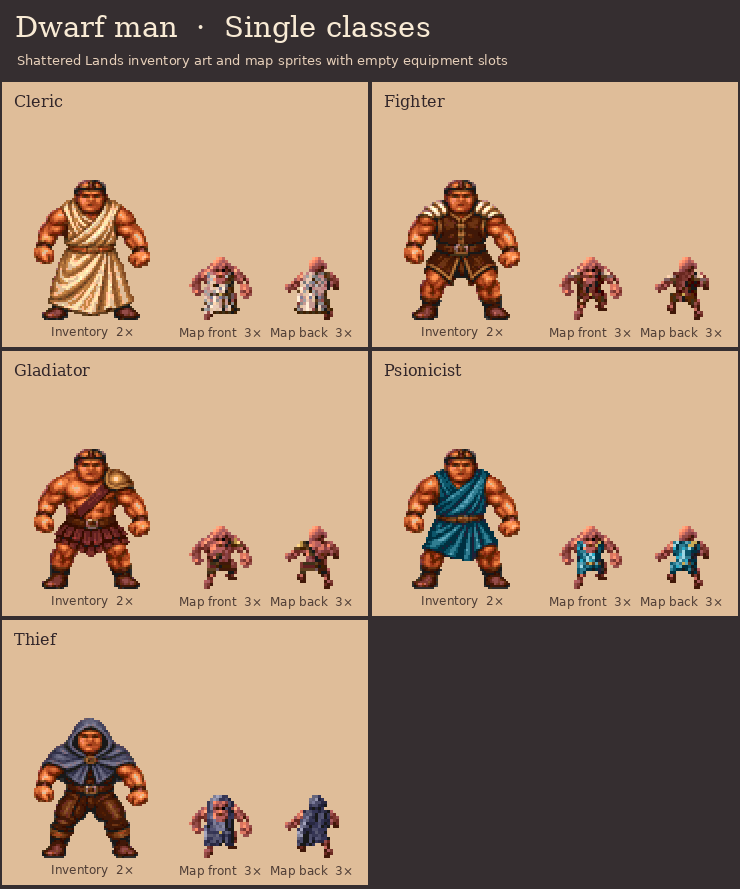 Dwarf man · Single classes
Shattered Lands inventory art and map sprites with empty equipment slots
Cleric
Inventory 2×
Map front 3×
Map back 3×
Fighter
Inventory 2×
Map front 3×
Map back 3×
Gladiator
Inventory 2×
Map front 3×
Map back 3×
Psionicist
Inventory 2×
Map front 3×
Map back 3×
Thief
Inventory 2×
Map front 3×
Map back 3×